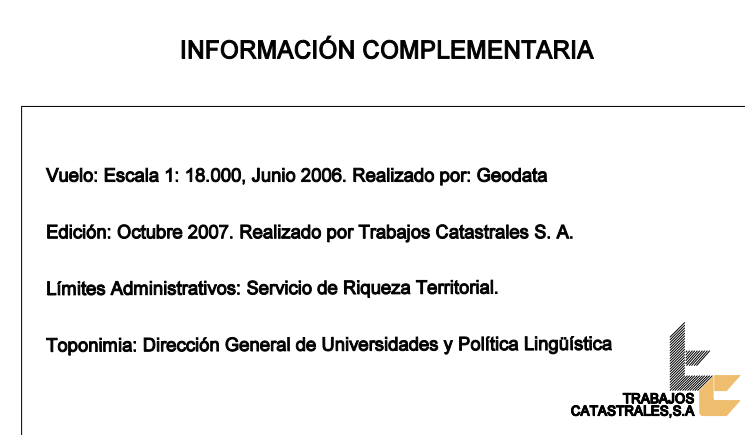 INFORMACIÓN COMPLEMENTARIA
Vuelo: Escala 1: 18.000, Junio 2006. Realizado por: Geodata
Edición: Octubre 2007. Realizado por Trabajos Catastrales S. A.
Límites Administrativos: Servicio de Riqueza Territorial.
Toponimia: Dirección General de Universidades y Política Lingüística
TRABAJOS
CATASTRALES,S.A